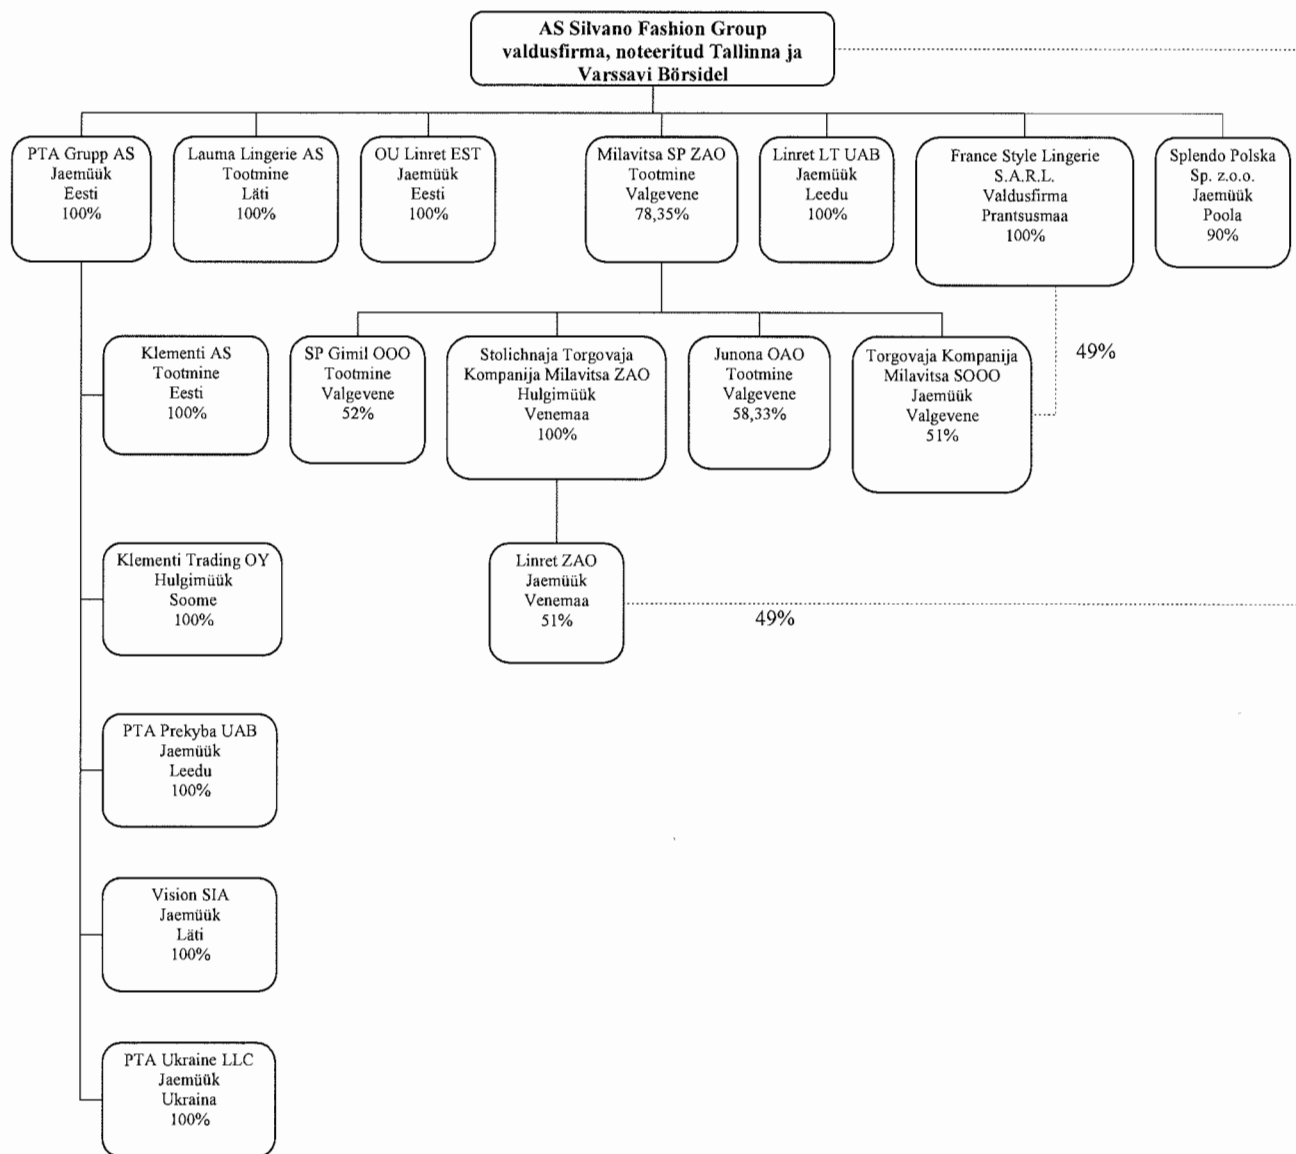 AS Silvano Fashion Group
valdusfirma, noteeritud Tallinna ja
Varssavi Börsidel
PTA Grupp AS
Jaemüük
Eesti
100%
Lauma Lingerie AS
Tootmine
Läti
100%
OU Linret EST
Jaemüük
Eesti
100%
Milavitsa SP ZAO
Tootmine
Valgevene
78,35%
Linret LT UAB
Jaemüük
Leedu
100%
France Style Lingerie
S.A.R.L.
Valdusfirma
Prantsusmaa
100%
Splendo Polska
Sp. z.o.o.
Jaemüük
Poola
90%
Klementi AS
Tootmine
Eesti
100%
SP Gimil OOO
Tootmine
Valgevene
52%
Stolichnaja Torgovaja
Kompanija Milavitsa ZAO
Hulgimüük
Venemaa
100%
Junona OAO
Tootmine
Valgevene
58,33%
Torgovaja Kompanija
Milavitsa SOOO
Jaemüük
Valgevene
51%
49%
Klementi Trading OY
Hulgimüük
Soome
100%
Linret ZAO
Jaemüük
Venemaa
51%
49%
PTA Prekyba UAB
Jaemüük
Leedu
100%
Vision SIA
Jaemüük
Läti
100%
PTA Ukraine LLC
Jaemüük
Ukraina
100%